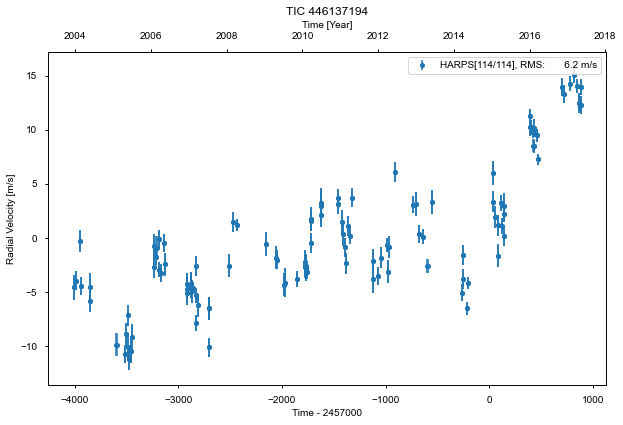 TIC 446137194
Time [Year]
2004 2006 2007 2008 2010 2012 2014 2016 2018
HARPS[114/114], RMS: 6.2 m/s
15
10
5
0
−5
−10
Radial Velocity [m/s]
−4000 −3000 −2000 −1000 0 1000
Time - 2457000